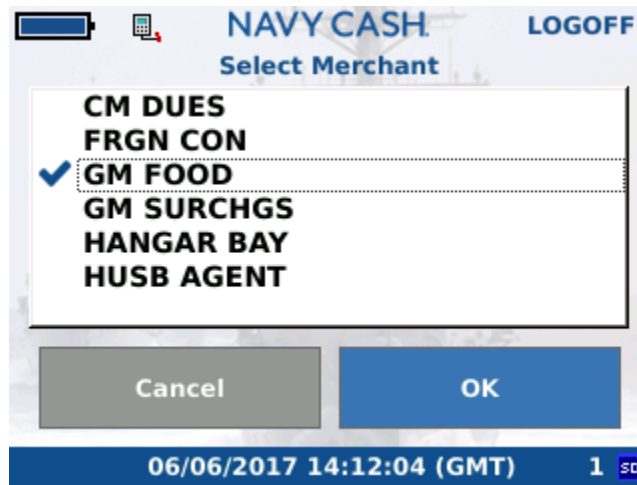 NAVY CASH. LOGOFF
Select Merchant
CM DUES
FRGN CON
GM FOOD
GM SURCHGS
HANGAR BAY
HUSB AGENT
Cancel OK
06/06/2017 14:12:04 (GMT) 1